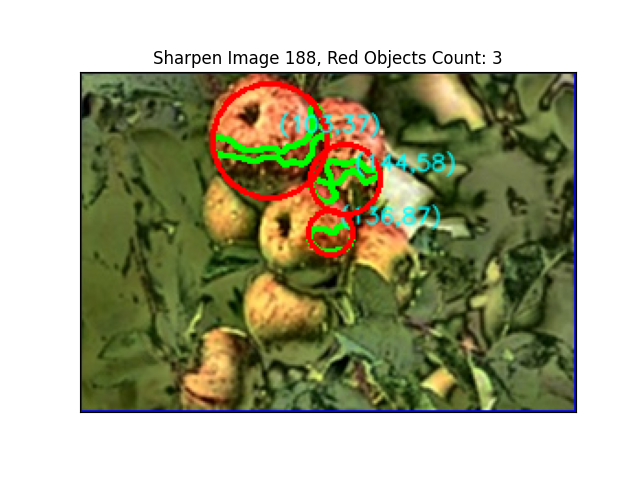 Sharpen Image 188, Red Objects Count: 3
(103,37)
(144,58)
(136,87)